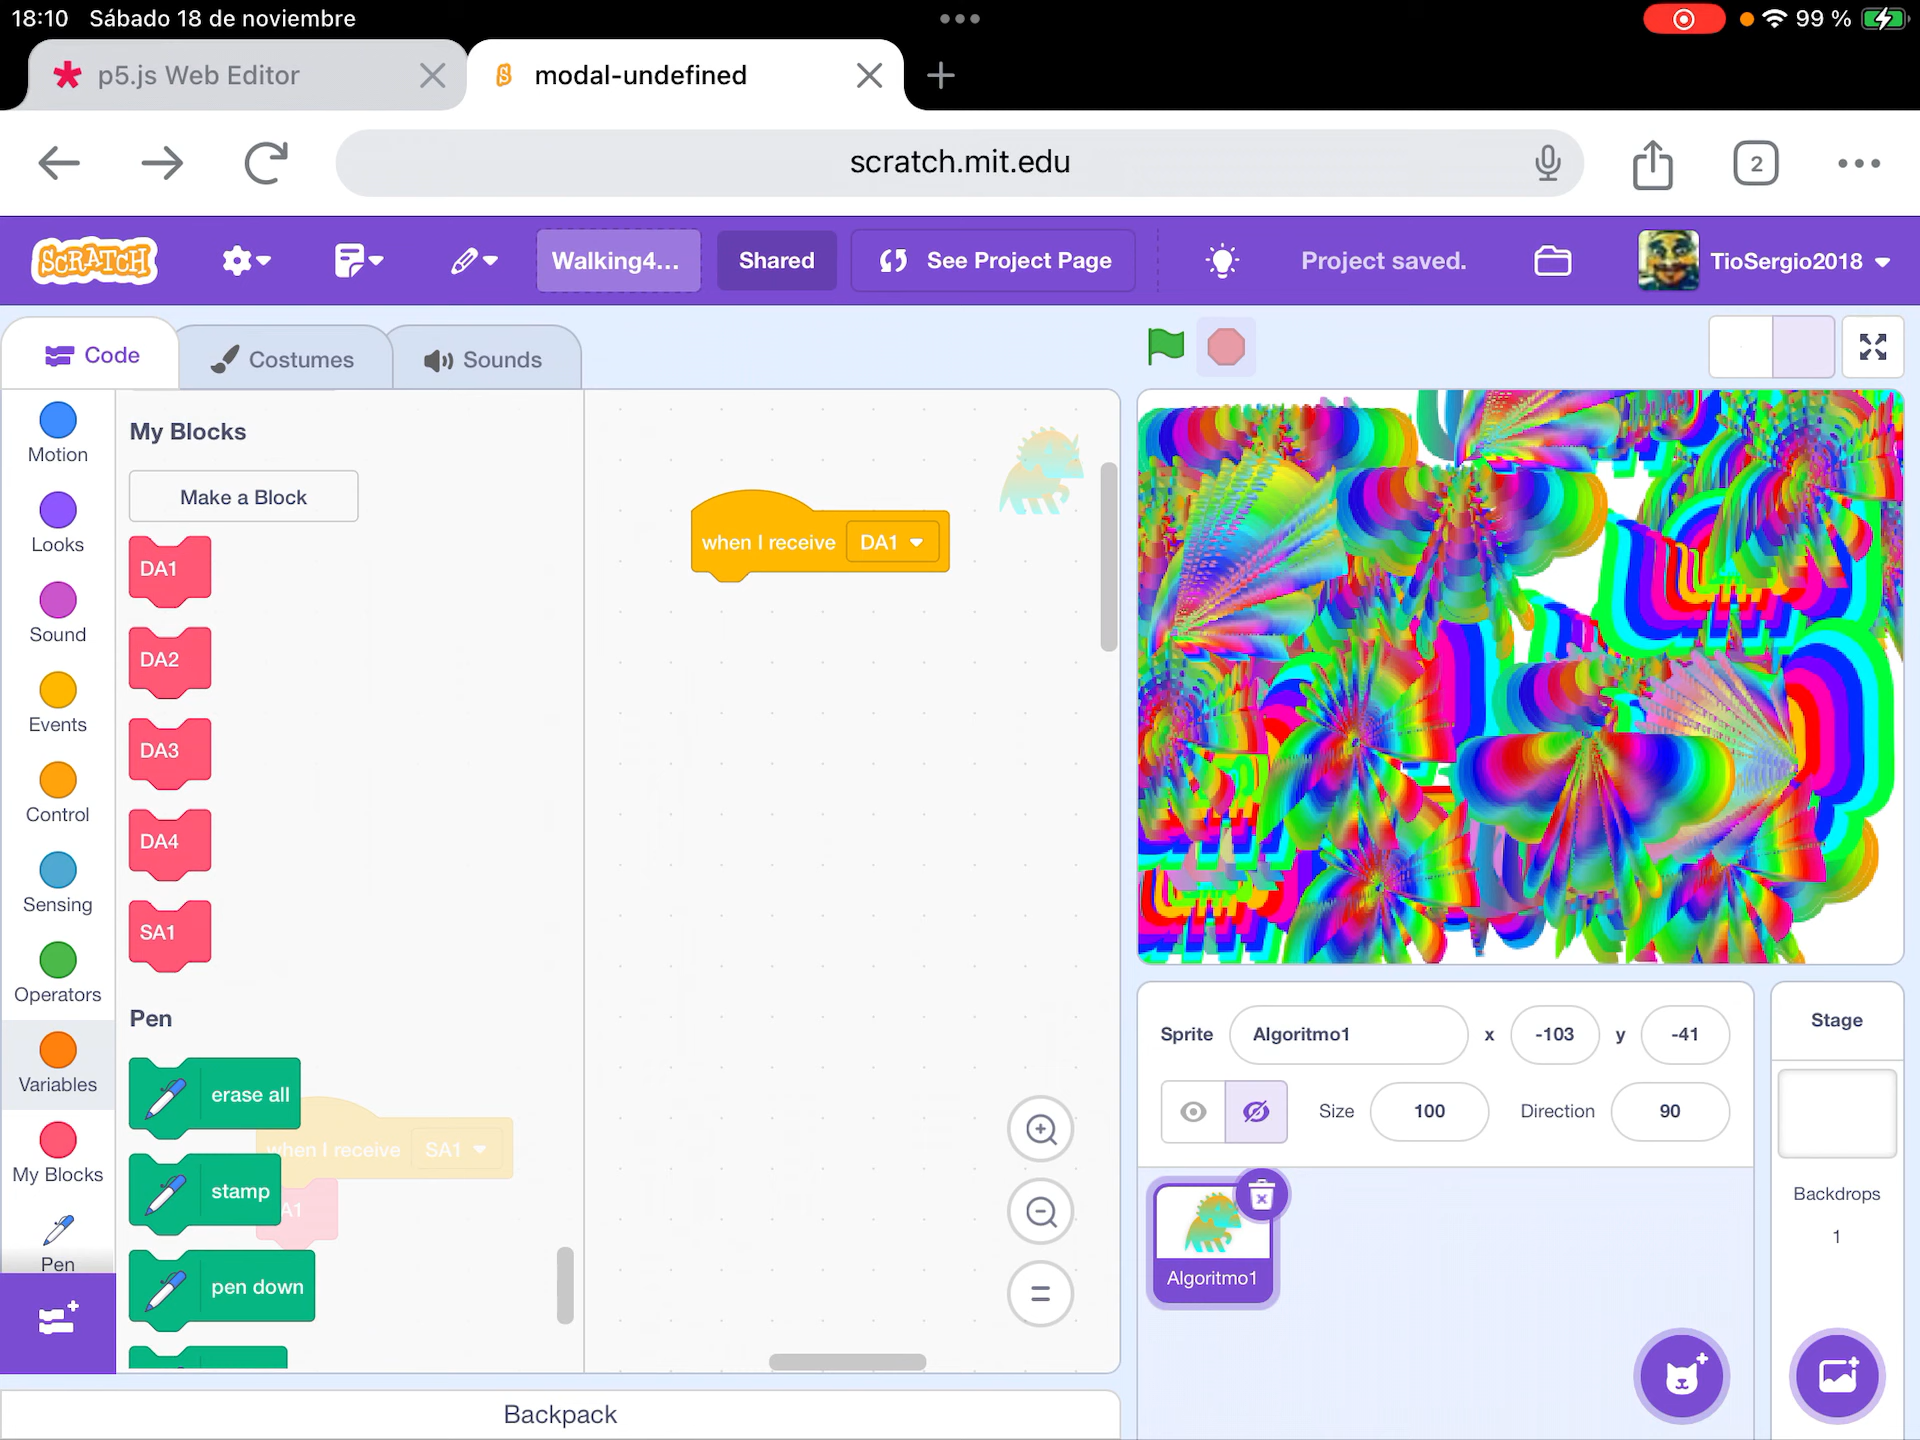 18:10 Sábado 18 de noviembre
99 %
p5.js Web Editor
modal-undefined
scratch.mit.edu
2
SCRATCH
Walking4...
Shared
See Project Page
Project saved.
TioSergio2018
Code
Costumes
Sounds
Motion
Looks
Sound
Events
Control
Sensing
Operators
Variables
My Blocks
Pen
My Blocks
Make a Block
DA1
DA2
DA3
DA4
SA1
Pen
erase all
stamp
pen down
when I receive DA1
when I receive SA1
A1
Sprite Algoritmo1 x -103 y -41
Size 100 Direction 90
Algoritmo1
Stage
Backdrops
1
Backpack